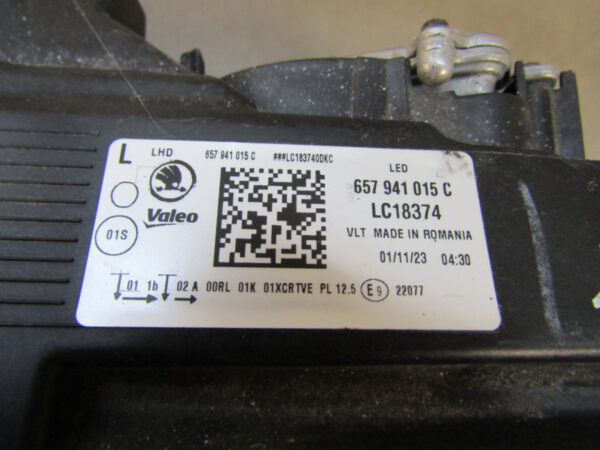 L LHD 657 941 015 C ###LC183740DKC
LED
657 941 015 C
Valeo
LC18374
01S
VLT MADE IN ROMANIA
01/11/23 04:30
01 1b 02 A 00RL 01K 01XCRTVE PL 12.5 E9 22077